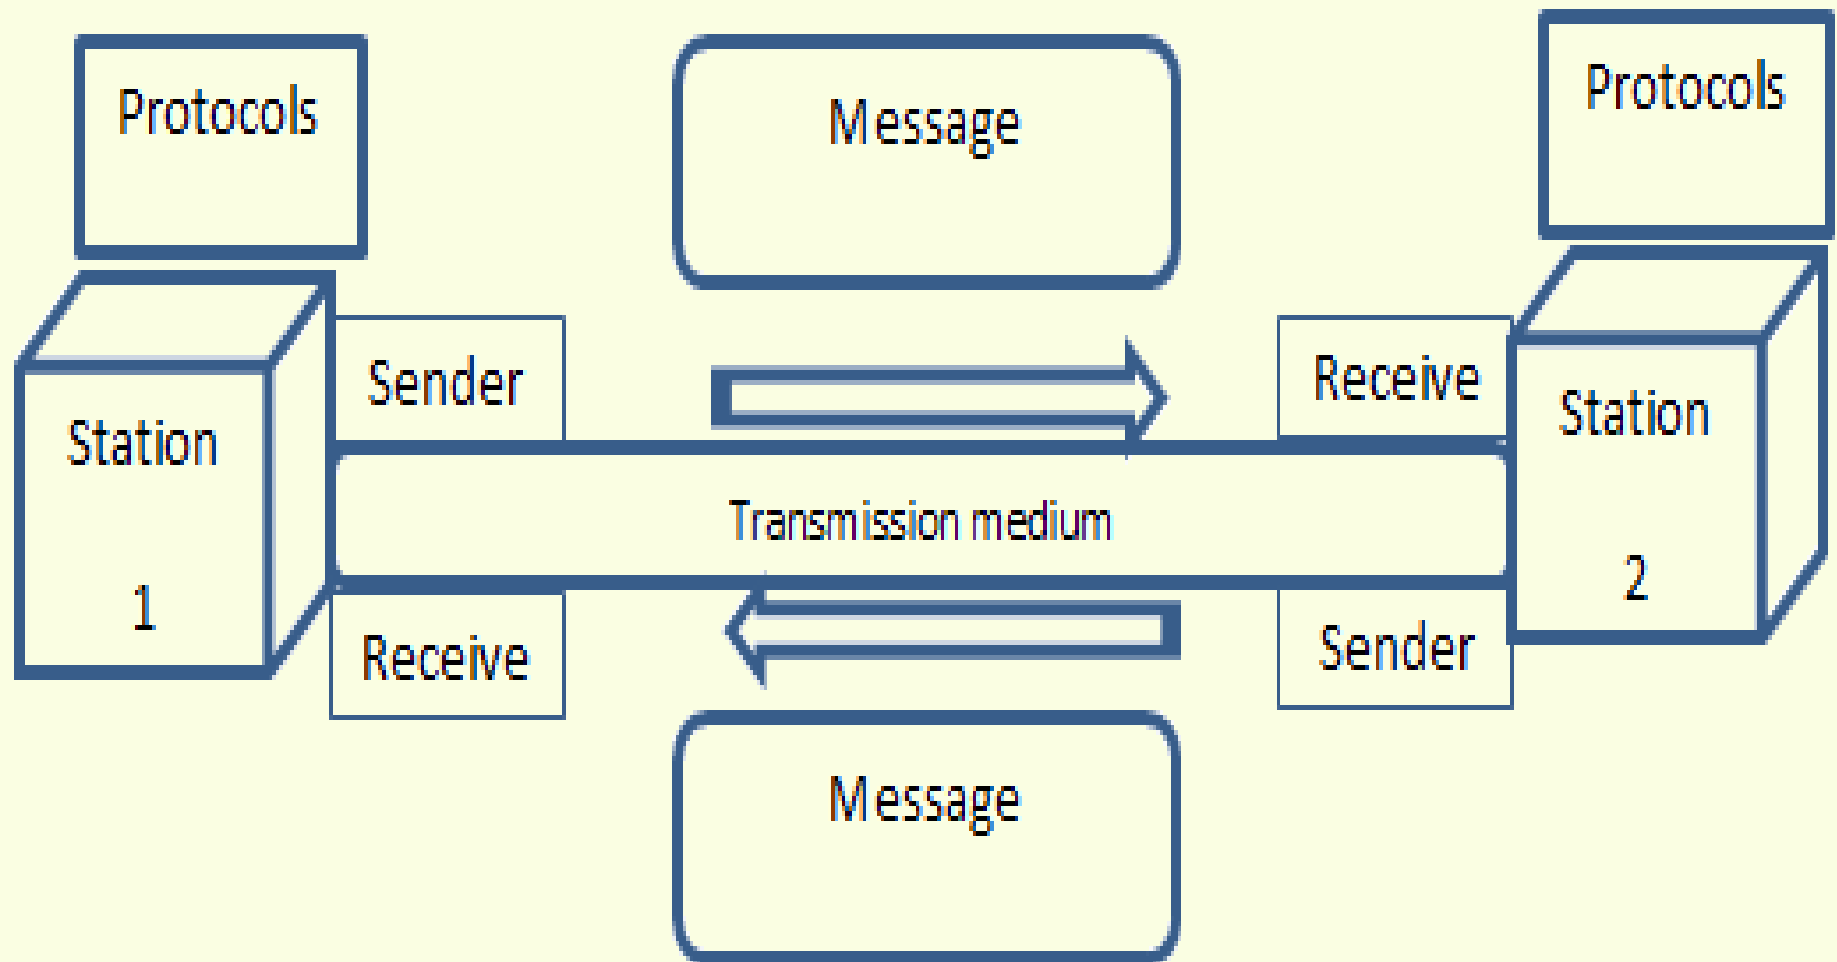 Protocols
Message
Protocols
Sender
Receive
Station
1
Station
2
Transmission medium
Receive
Sender
Message